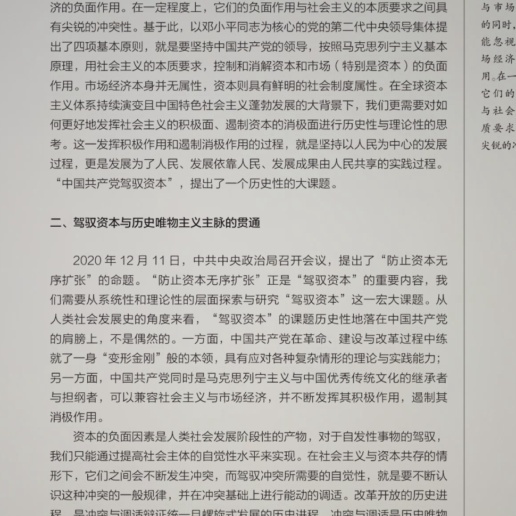 济的负面作用。在一定程度上，它们的负面作用与社会主义的本质要求之间具
有尖锐的冲突性。基于此，以邓小平同志为核心的党的第二代中央领导集体提
出了四项基本原则，就是要坚持中国共产党的领导，按照马克思列宁主义基本
原理，用社会主义的本质要求，控制和消解资本和市场（特别是资本）的负面
作用。市场经济本身并无属性，资本则具有鲜明的社会制度属性。在全球资本
主义体系持续演变且中国特色社会主义蓬勃发展的大背景下，我们更需要对如
何更好地发挥社会主义的积极面、遏制资本的消极面进行历史性与理论性的思
考。这一发挥积极作用和遏制消极作用的过程，就是坚持以人民为中心的发展
过程，更是发展为了人民、发展依靠人民、发展成果由人民共享的实践过程。
“中国共产党驾驭资本”，提出了一个历史性的大课题。
二、驾驭资本与历史唯物主义主脉的贯通
2020 年 12 月 11 日，中共中央政治局召开会议，提出了“防止资本无
序扩张”的命题。“防止资本无序扩张”正是“驾驭资本”的重要内容，我
们需要从系统性和理论性的层面探索与研究“驾驭资本”这一宏大课题。从
人类社会发展史的角度来看，“驾驭资本”的课题历史性地落在中国共产党
的肩膀上，不是偶然的。一方面，中国共产党在革命、建设与改革过程中练
就了一身“变形金刚”般的本领，具有应对各种复杂情形的理论与实践能力；
另一方面，中国共产党同时是马克思列宁主义与中国优秀传统文化的继承者
与担纲者，可以兼容社会主义与市场经济，并不断发挥其积极作用，遏制其
消极作用。
资本的负面因素是人类社会发展阶段性的产物，对于自发性事物的驾驭，
我们只能通过提高社会主体的自觉性水平来实现。在社会主义与资本共存的情
形下，它们之间会不断发生冲突，而驾驭冲突所需要的自觉性，就是要不断认
识这种冲突的一般规律，并在冲突基础上进行能动的调适。改革开放的历史进
程，是冲突与调适辩证统一且螺旋式发展的历史进程，冲突与调适是历史唯物
与市场
的同时，
能忽视
场经济
用。在一
它们的
与社会
质要求
尖锐的冲